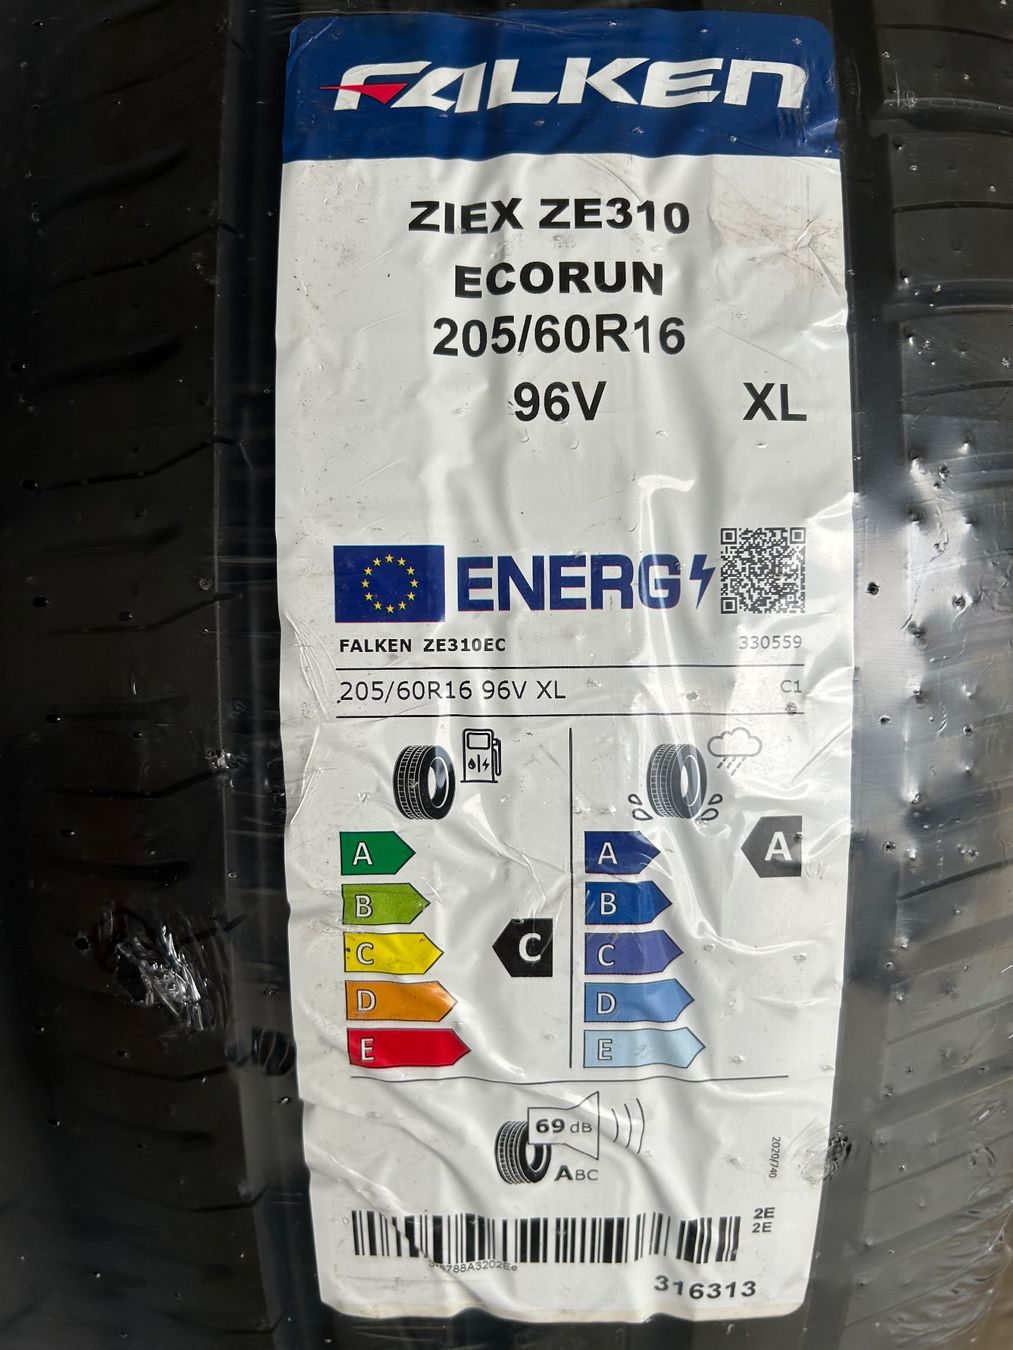 FALKEN
ZIEX ZE310
ECORUN
205/60R16
96V XL
ENERG
FALKEN ZE310EC 330559
205/60R16 96V XL C1
A A A
B B
C C C
D D
E E
69 dB
ABC
2020/740
2E
2E
316313